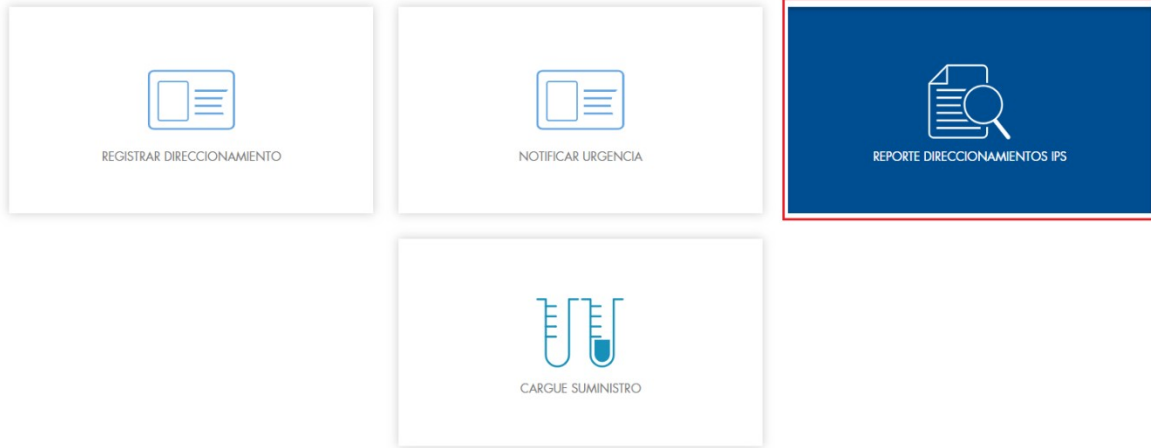 REGISTRAR DIRECCIONAMIENTO
NOTIFICAR URGENCIA
REPORTE DIRECCIONAMIENTOS IPS
CARGUE SUMINISTRO